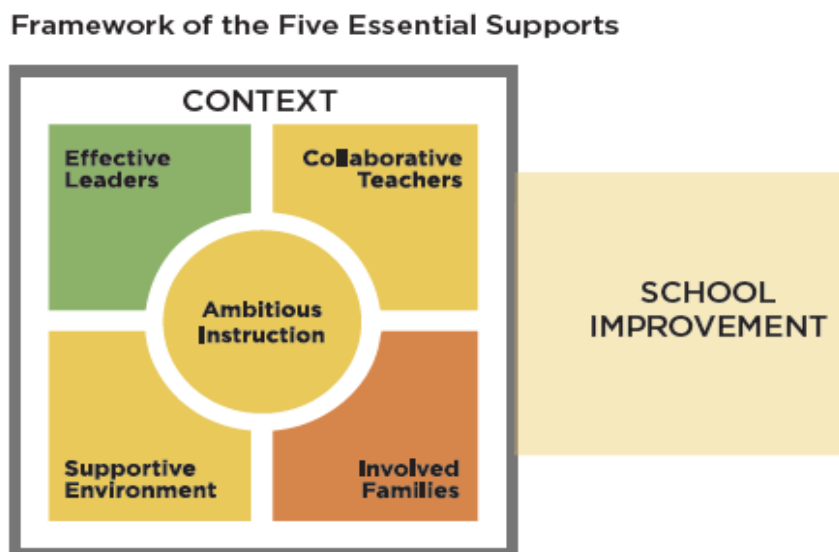 Framework of the Five Essential Supports
CONTEXT
Effective
Leaders
Collaborative
Teachers
Ambitious
Instruction
Supportive
Environment
Involved
Families
SCHOOL
IMPROVEMENT